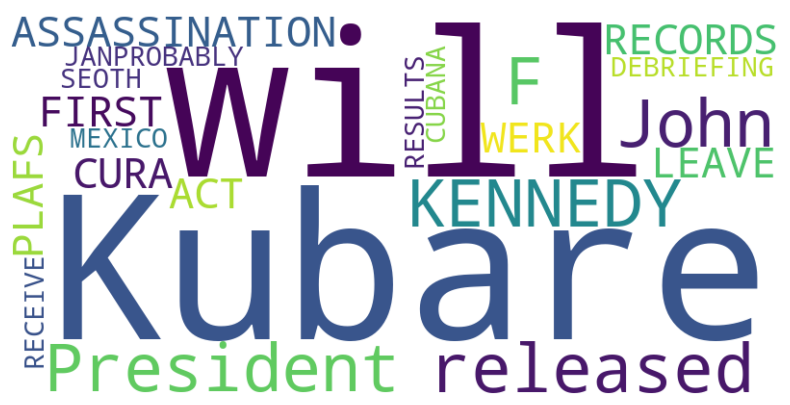 ASSASSINATION
Will
RECORDS
JANPROBABLY
DEBRIEFING
SEOTH
RESULTS
CUBANA
F
FIRST
John
MEXICO
WERK
PLAFS
CURA
LEAVE
ACT
KENNEDY
Kubare
RECEIVE
President
released